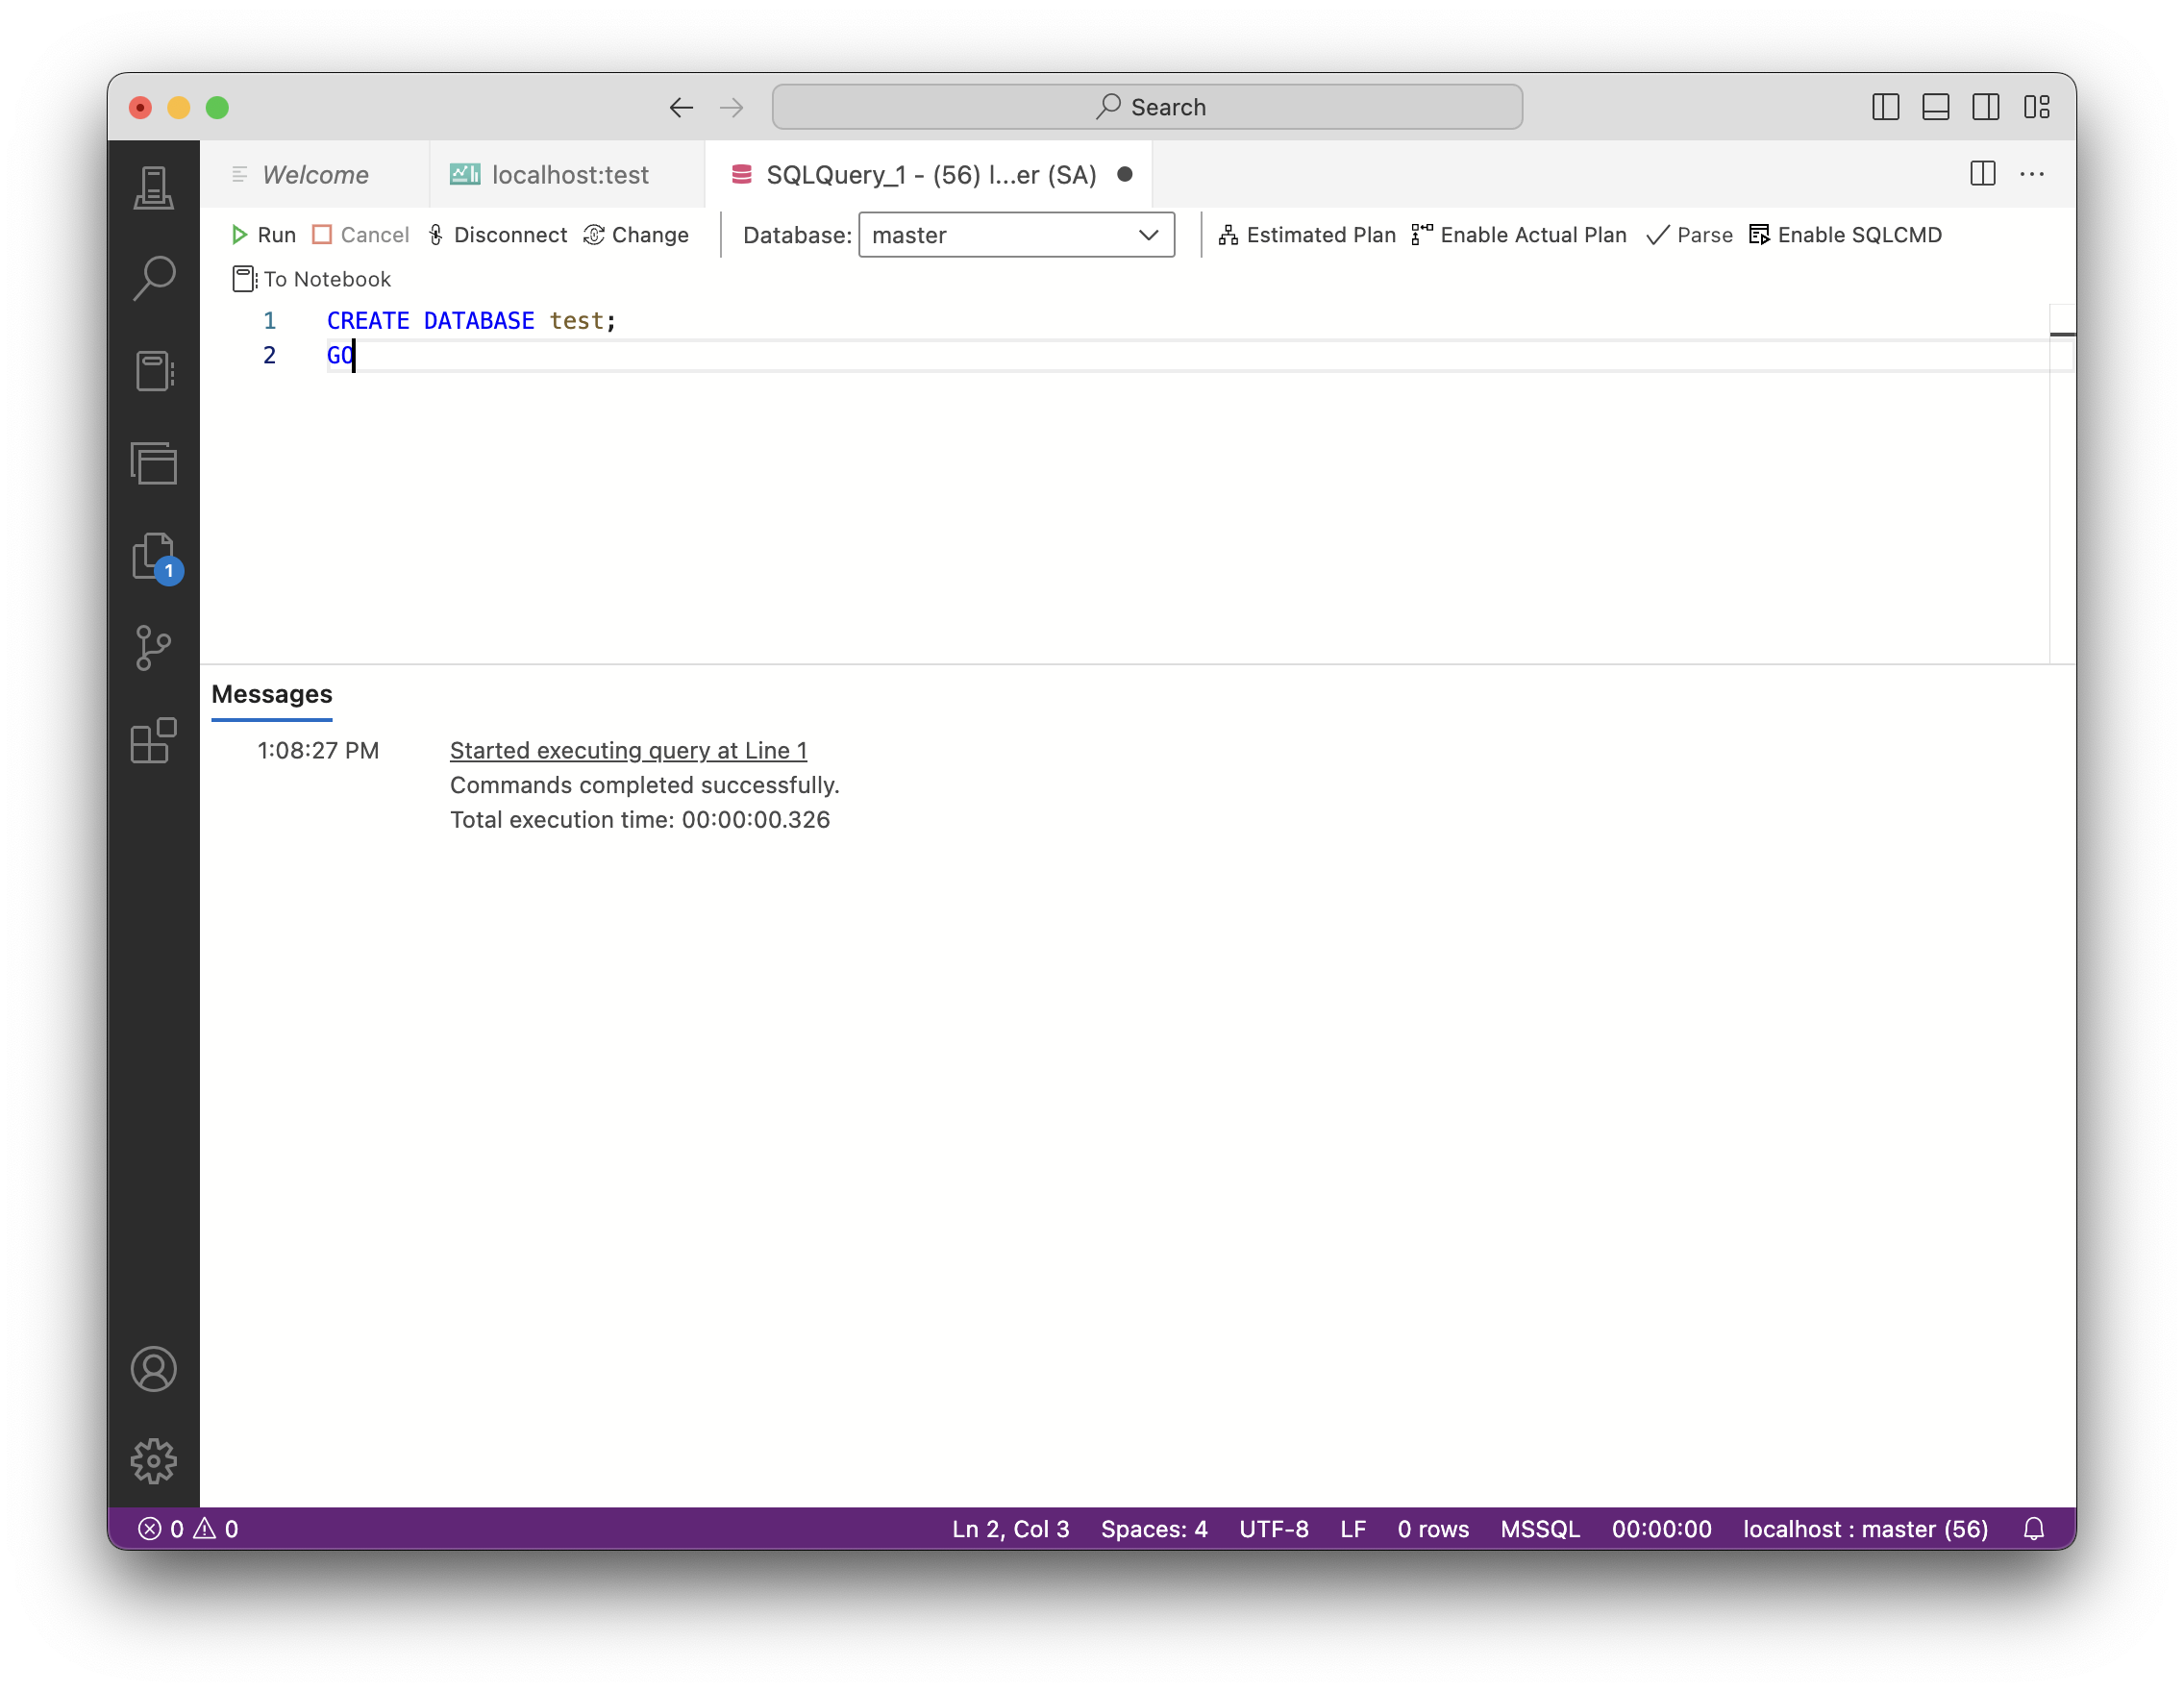 Search
Welcome
localhost:test
SQLQuery_1 - (56) l...er (SA)
Run Cancel Disconnect Change Database: master Estimated Plan Enable Actual Plan Parse Enable SQLCMD
To Notebook
1 CREATE DATABASE test;
2 GO
1
Messages
1:08:27 PM Started executing query at Line 1
Commands completed successfully.
Total execution time: 00:00:00.326
0 0 Ln 2, Col 3 Spaces: 4 UTF-8 LF 0 rows MSSQL 00:00:00 localhost : master (56)